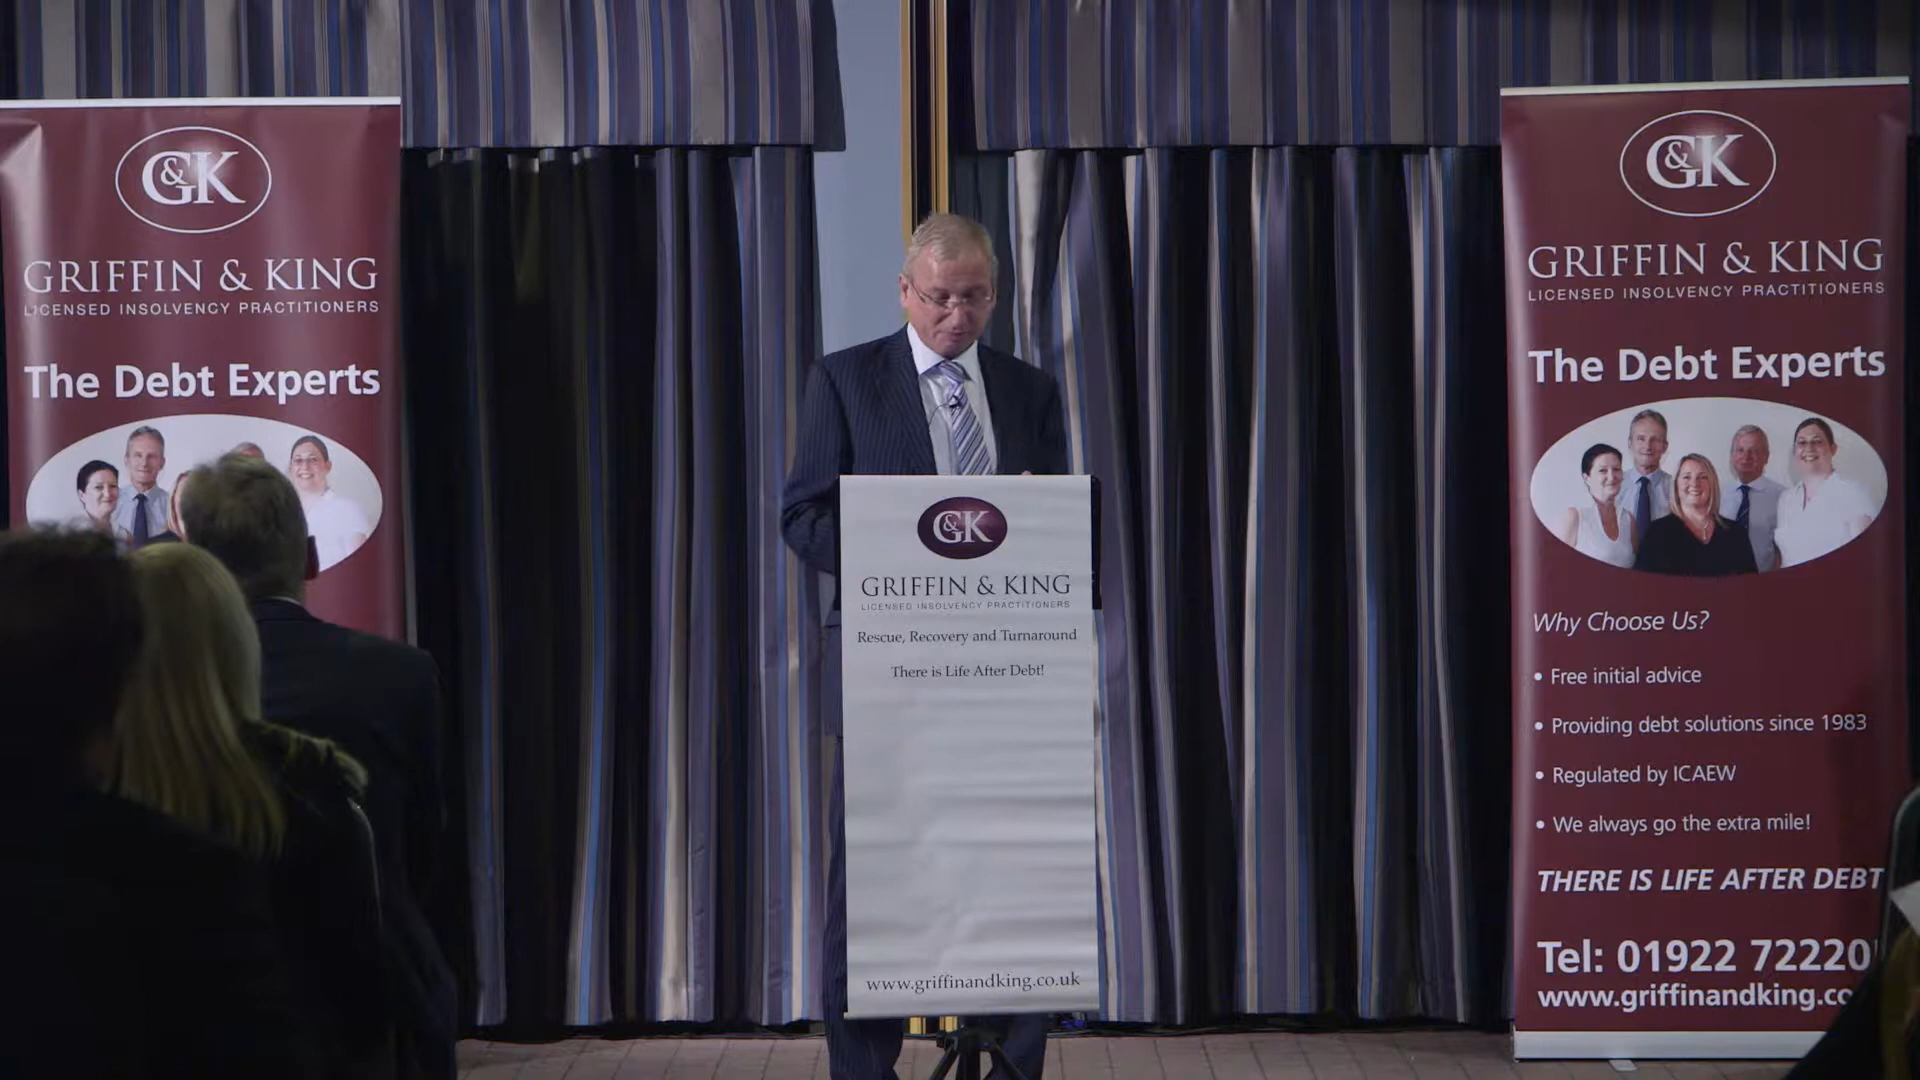 G&K
GRIFFIN & KING
LICENSED INSOLVENCY PRACTITIONERS
The Debt Experts
G&K
GRIFFIN & KING
LICENSED INSOLVENCY PRACTITIONERS
Rescue, Recovery and Turnaround
There is Life After Debt!
www.griffinandking.co.uk
G&K
GRIFFIN & KING
LICENSED INSOLVENCY PRACTITIONERS
The Debt Experts
Why Choose Us?
• Free initial advice
• Providing debt solutions since 1983
• Regulated by ICAEW
• We always go the extra mile!
THERE IS LIFE AFTER DEBT
Tel: 01922 72220
www.griffinandking.co